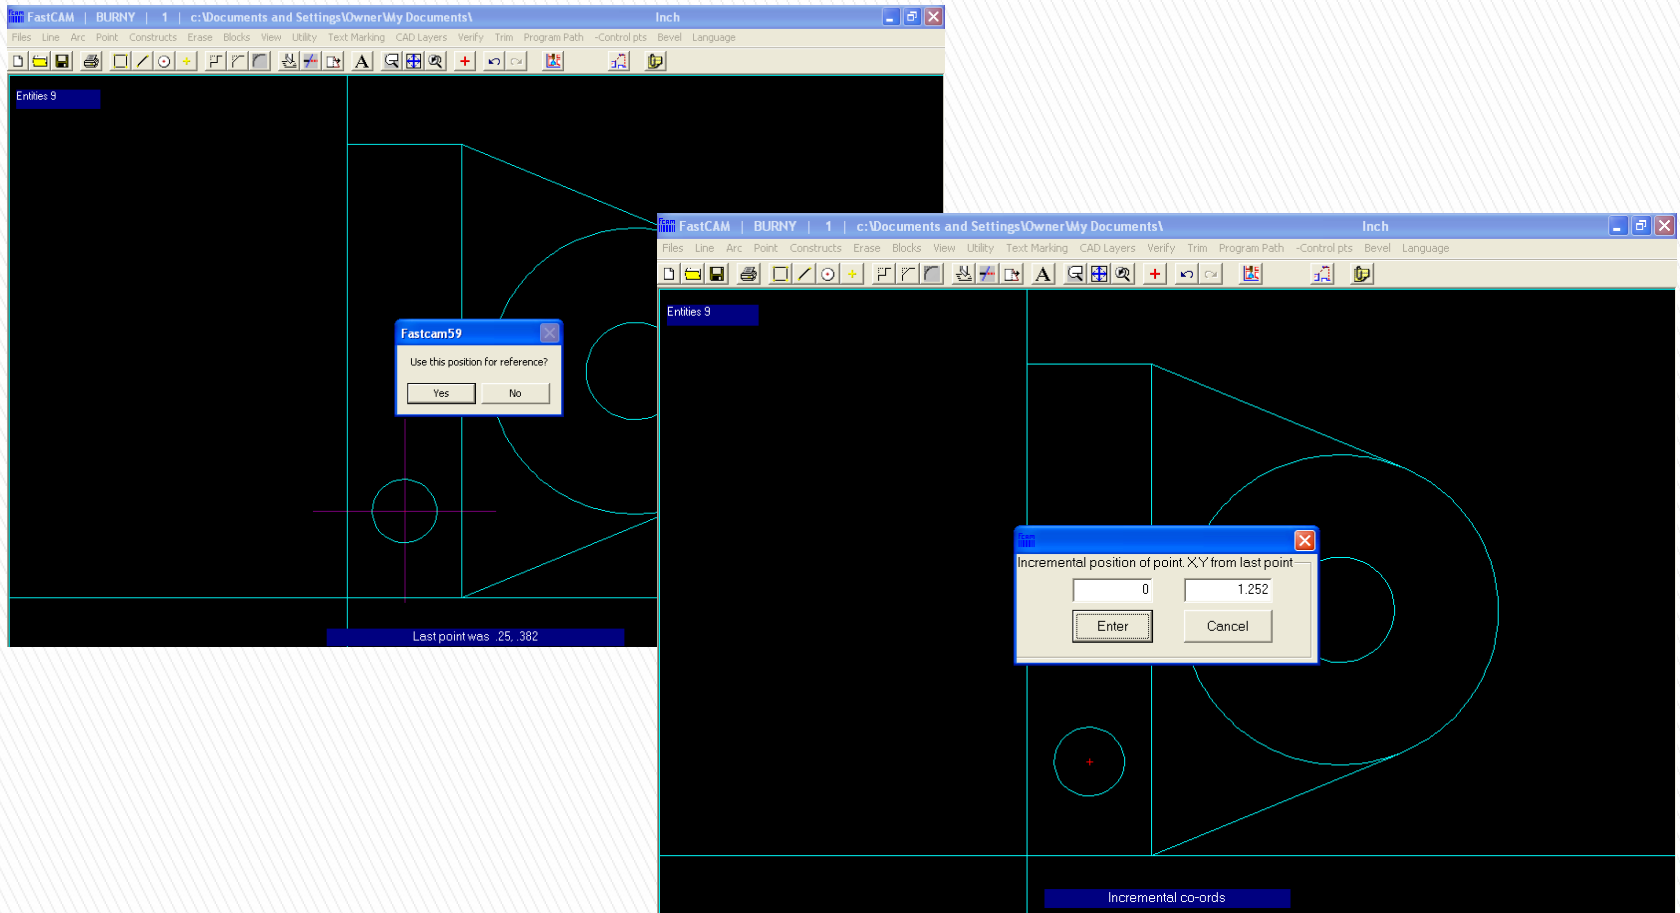 FastCAM | BURNY | 1 | c:\Documents and Settings\Owner\My Documents\ Inch
Files Line Arc Point Constructs Erase Blocks View Utility Text Marking CAD Layers Verify Trim Program Path -Control pts Bevel Language
A
Entities 9
Fastcam59
Use this position for reference?
Yes No
Last point was .25, .382
Fcam FastCAM | BURNY | 1 | c:\Documents and Settings\Owner\My Documents\ Inch
Files Line Arc Point Constructs Erase Blocks View Utility Text Marking CAD Layers Verify Trim Program Path -Control pts Bevel Language
A
Entities 9
Fcam
Incremental position of point. X,Y from last point
0 1.252
Enter Cancel
Incremental co-ords